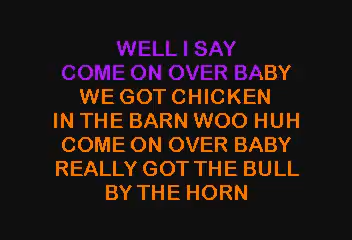 WELL I SAY
COME ON OVER BABY
WE GOT CHICKEN
IN THE BARN WOO HUH
COME ON OVER BABY
REALLY GOT THE BULL
BY THE HORN